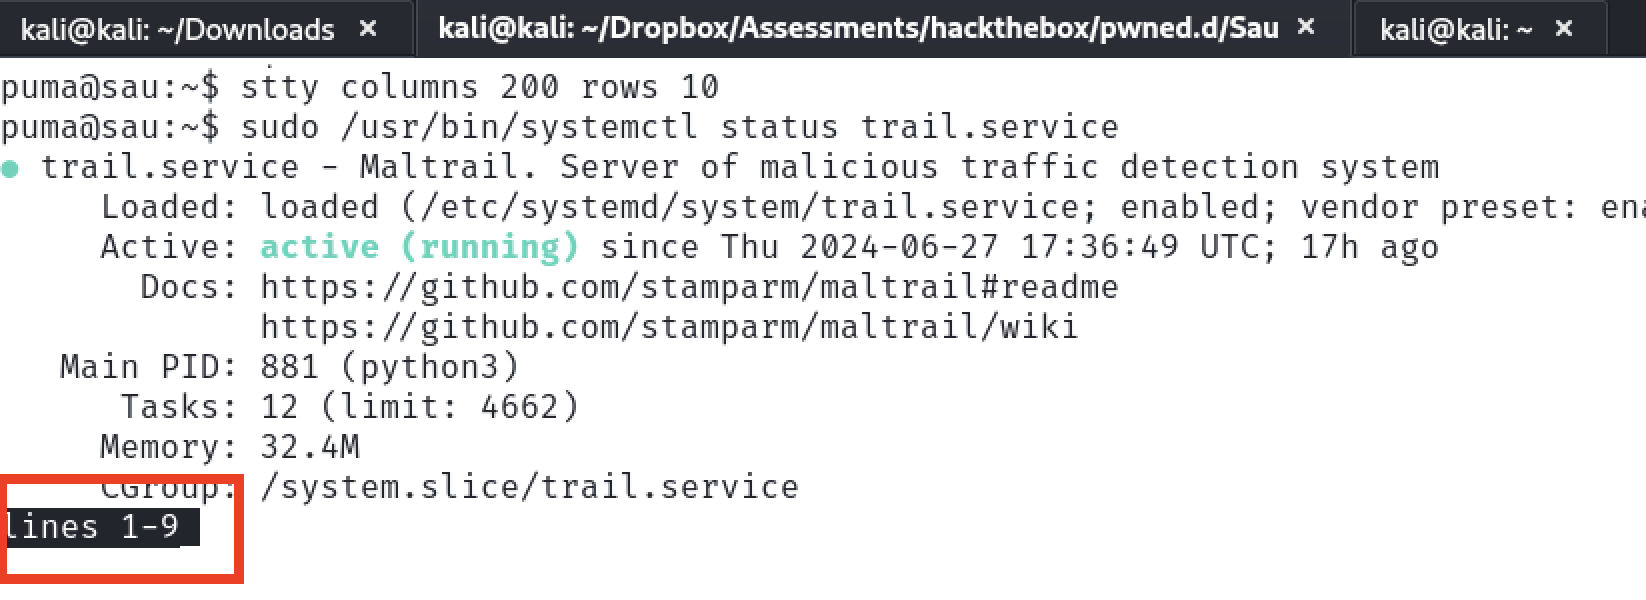 kali@kali: ~/Downloads × kali@kali: ~/Dropbox/Assessments/hackthebox/pwned.d/Sau × kali@kali: ~ ×
puma@sau:~$ stty columns 200 rows 10
puma@sau:~$ sudo /usr/bin/systemctl status trail.service
● trail.service - Maltrail. Server of malicious traffic detection system
Loaded: loaded (/etc/systemd/system/trail.service; enabled; vendor preset:
Active: active (running) since Thu 2024-06-27 17:36:49 UTC; 17h ago
Docs: https://github.com/stamparm/maltrail#readme
https://github.com/stamparm/maltrail/wiki
Main PID: 881 (python3)
Tasks: 12 (limit: 4662)
Memory: 32.4M
CGroup: /system.slice/trail.service
lines 1-9